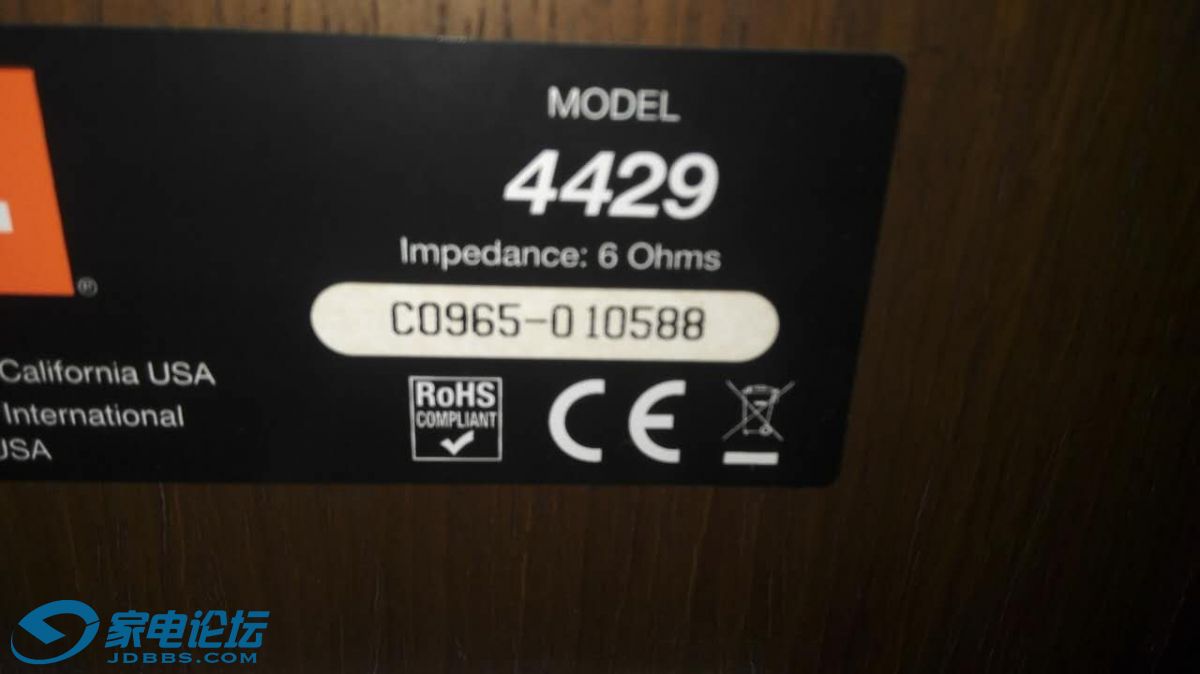 MODEL
4429
Impedance: 6 Ohms
C0965-010588
®
California USA
International
USA
RoHS
COMPLIANT
CE
家电论坛
JDBBS.COM